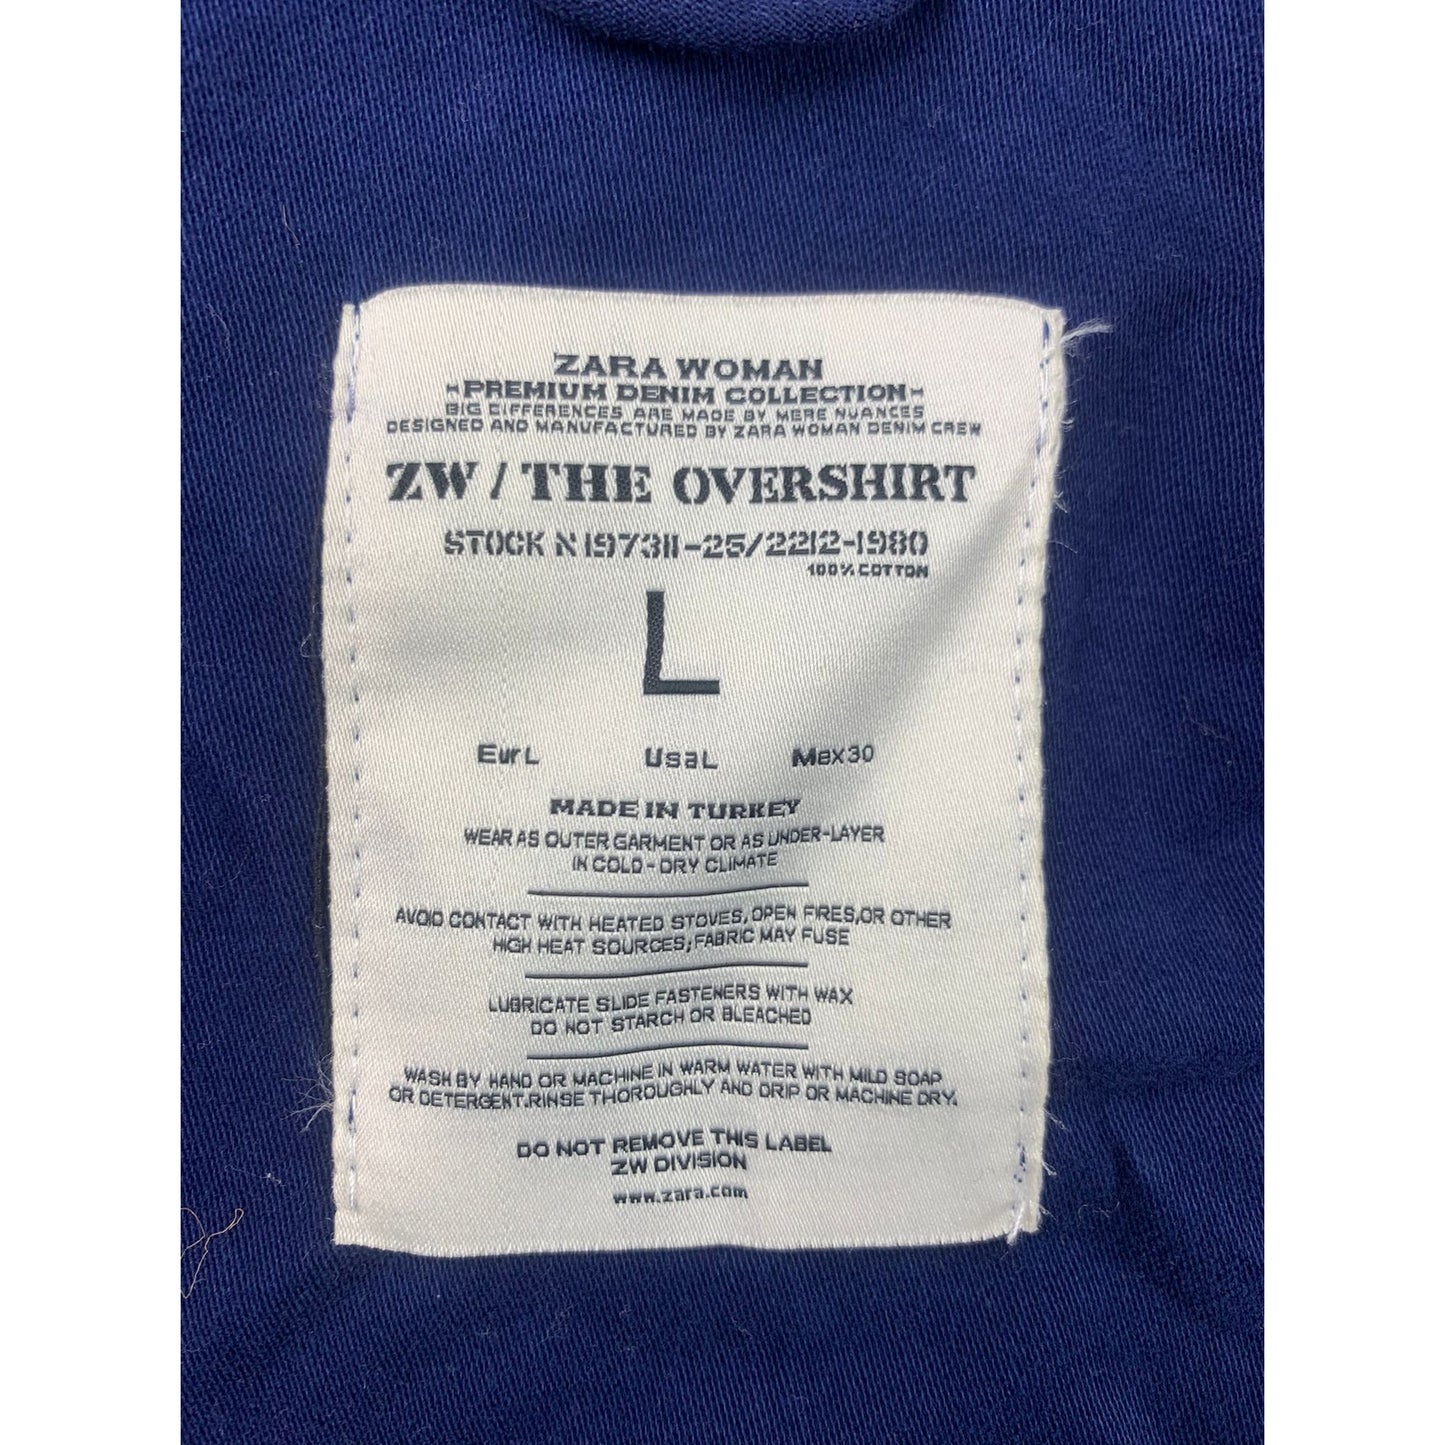 ZARA WOMAN
-PREMIUM DENIM COLLECTION-
BIG DIFFERENCES ARE MADE BY MERE NUANCES
DESIGNED AND MANUFACTURED BY ZARA WOMAN DENIM CREW
ZW / THE OVERSHIRT
STOCK N 19731I-25/2212-1980
100% COTTON
L
Eur L Usa L Mex 30
MADE IN TURKEY
WEAR AS OUTER GARMENT OR AS UNDER-LAYER
IN COLD-DRY CLIMATE
AVOID CONTACT WITH HEATED STOVES, OPEN FIRES, OR OTHER
HIGH HEAT SOURCES; FABRIC MAY FUSE
LUBRICATE SLIDE FASTENERS WITH WAX
DO NOT STARCH OR BLEACHED
WASH BY HAND OR MACHINE IN WARM WATER WITH MILD SOAP
OR DETERGENT. RINSE THOROUGHLY AND DRIP OR MACHINE DRY.
DO NOT REMOVE THIS LABEL
ZW DIVISION
www.zara.com